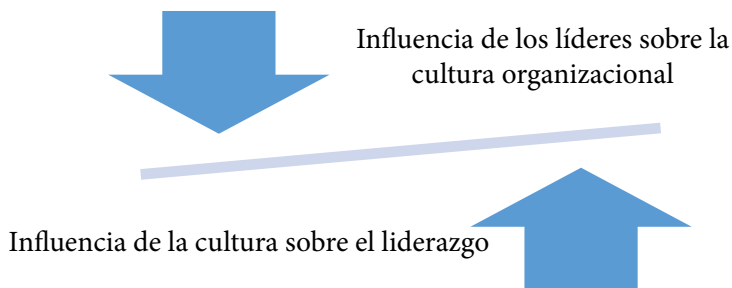 Influencia de los líderes sobre la
cultura organizacional
Influencia de la cultura sobre el liderazgo